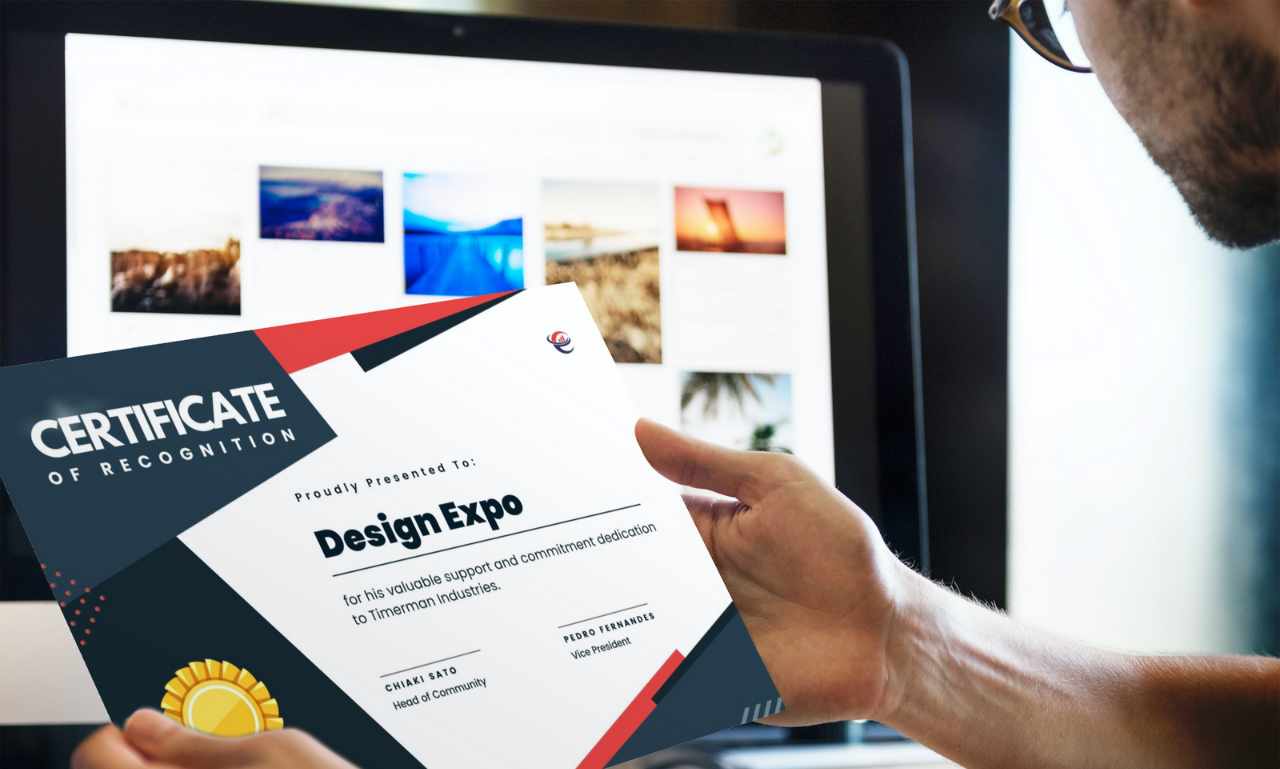 CERTIFICATE
OF RECOGNITION
Proudly Presented To:
Design Expo
for his valuable support and commitment dedication
to Timerman Industries.
PEDRO FERNANDES
Vice President
CHIAKI SATO
Head of Community